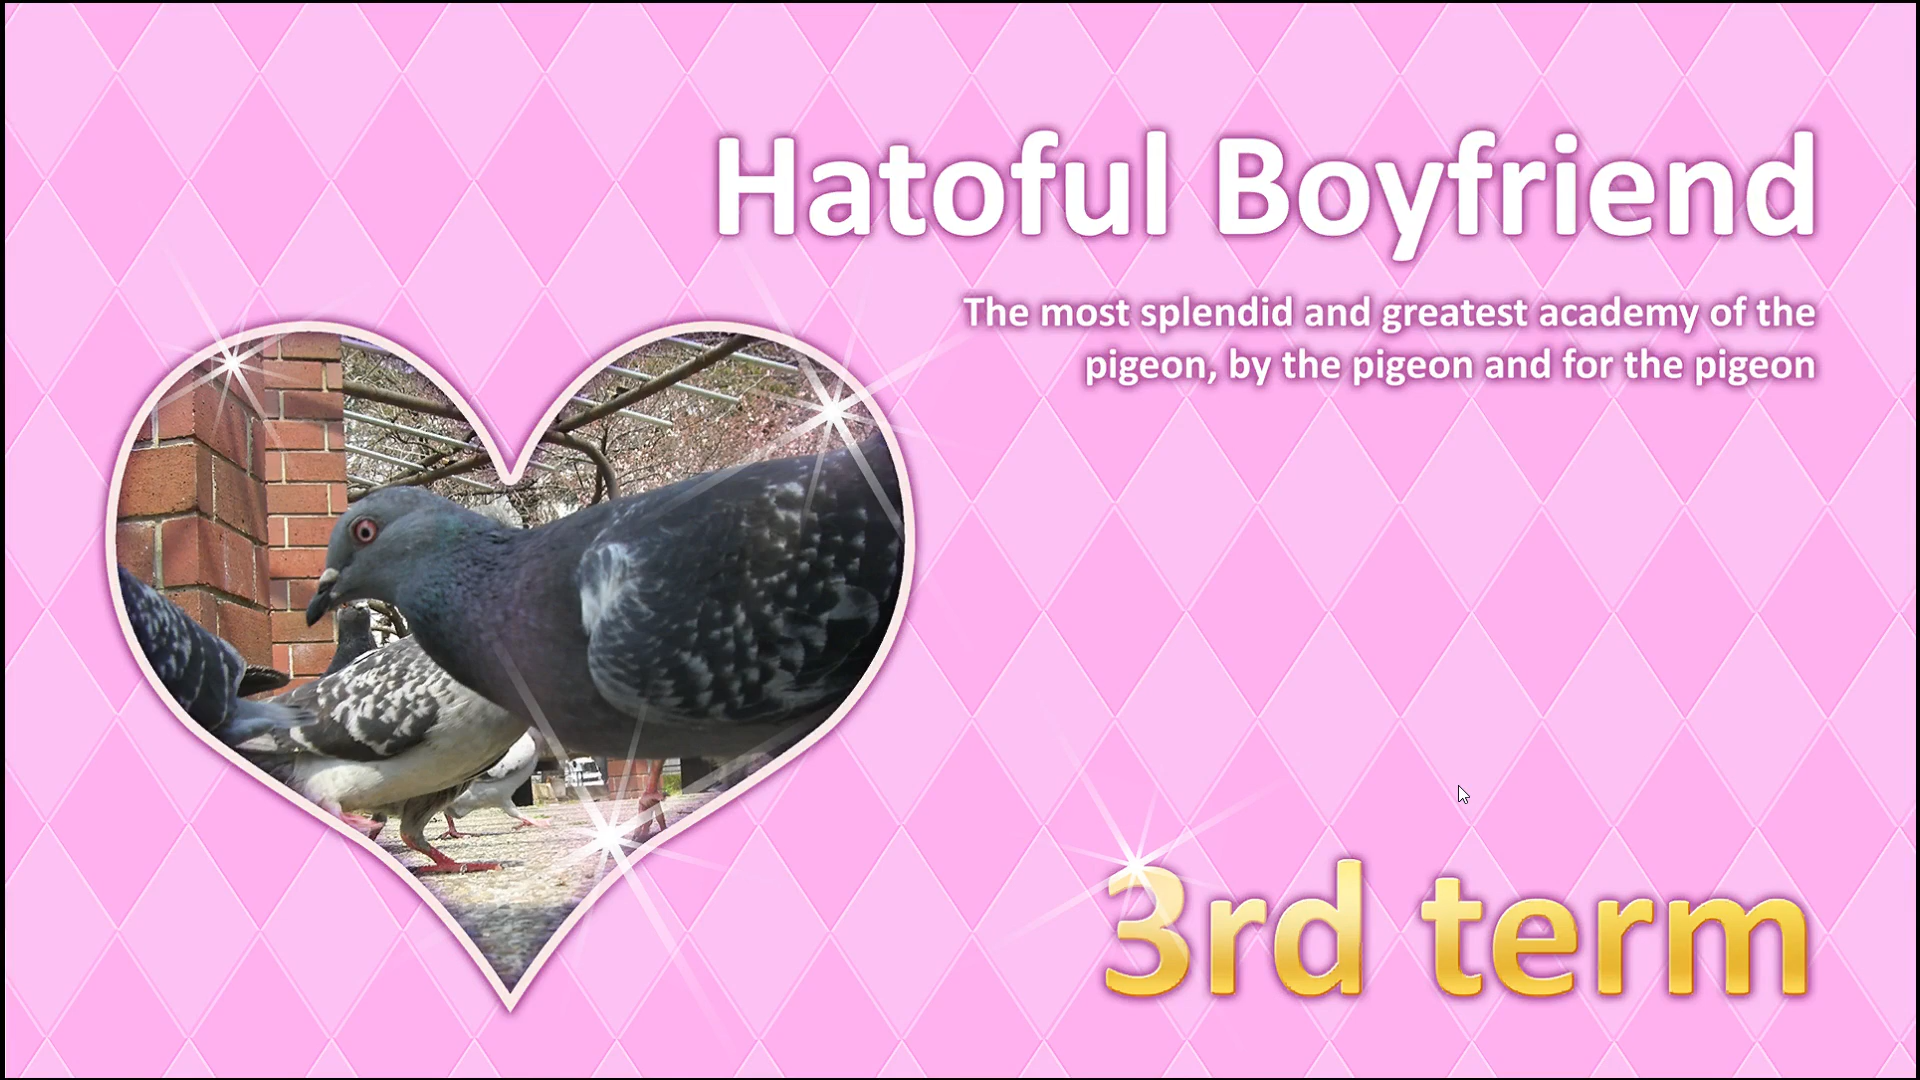 Hatoful Boyfriend
The most splendid and greatest academy of the
pigeon, by the pigeon and for the pigeon
3rd term